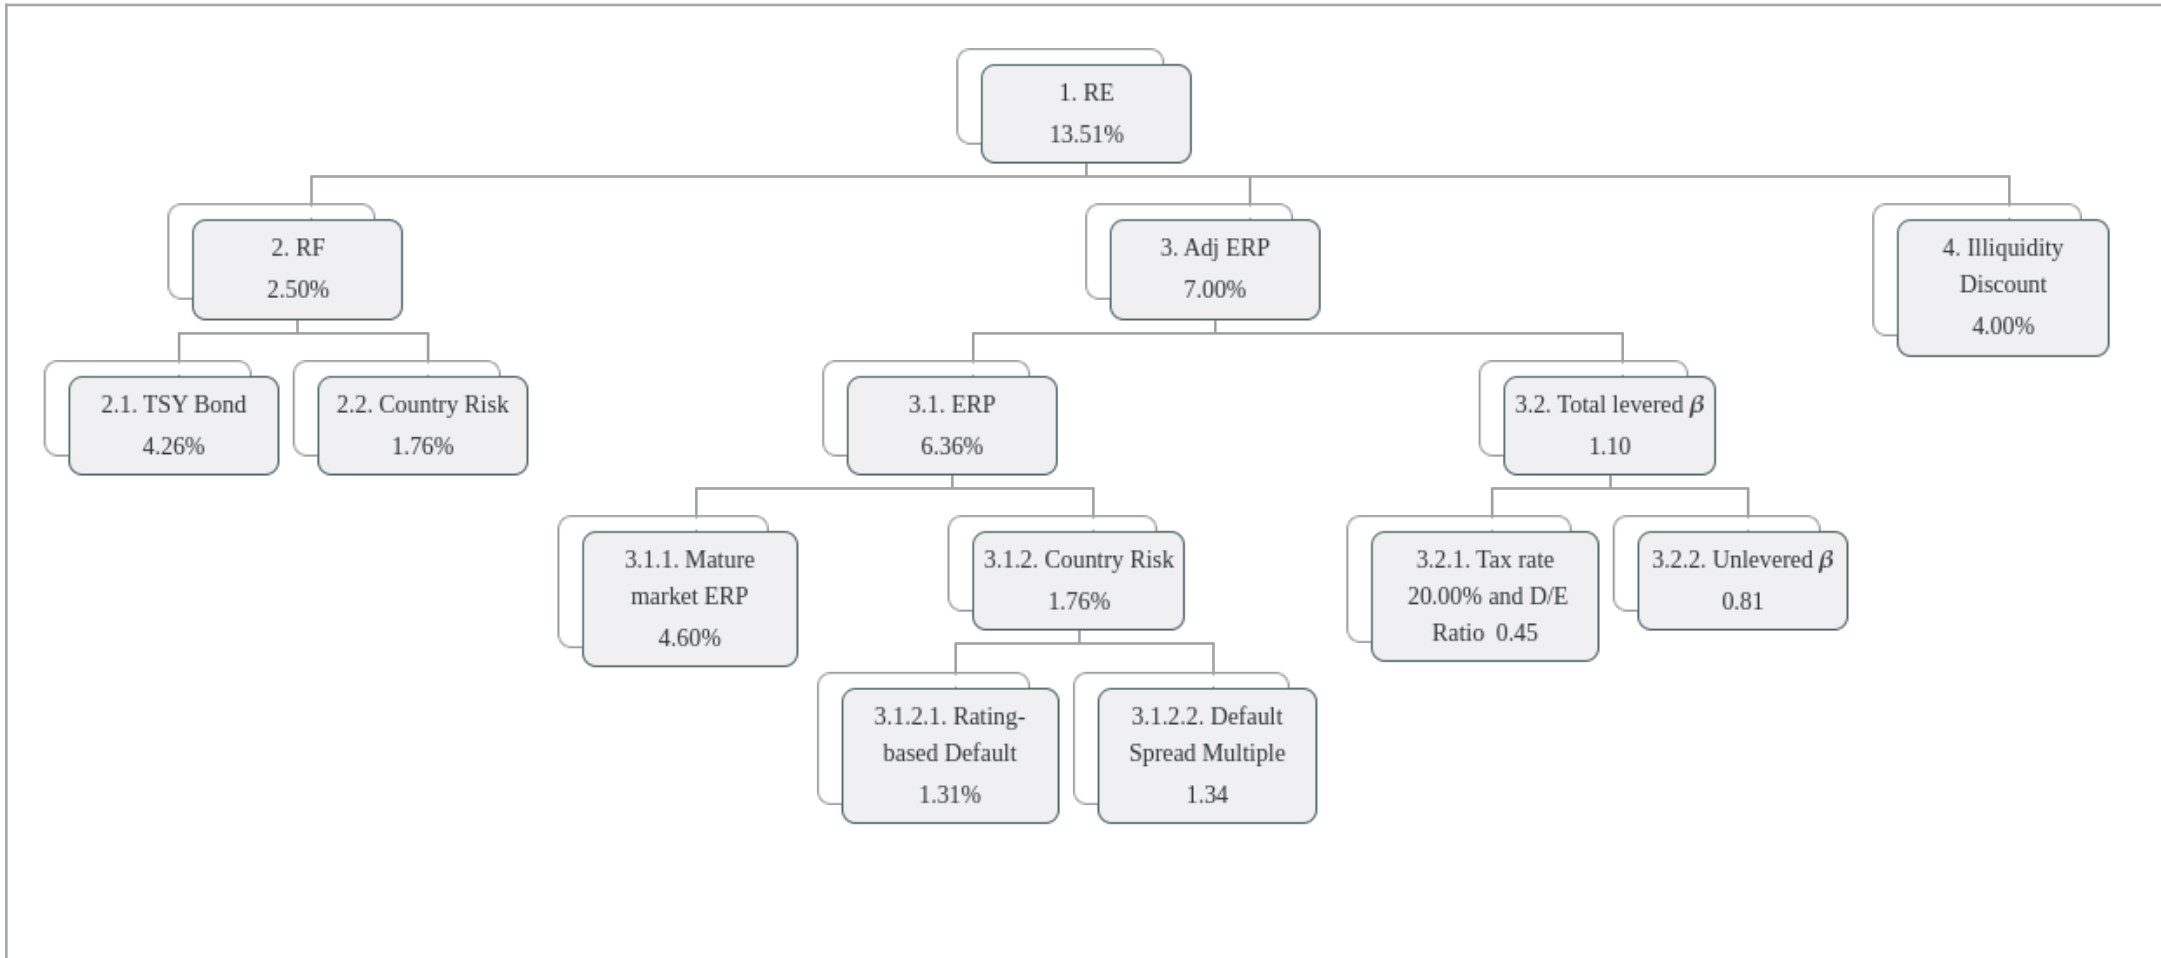 1. RE
13.51%
2. RF
2.50%
3. Adj ERP
7.00%
4. Illiquidity
Discount
4.00%
2.1. TSY Bond
4.26%
2.2. Country Risk
1.76%
3.1. ERP
6.36%
3.2. Total levered β
1.10
3.1.1. Mature
market ERP
4.60%
3.1.2. Country Risk
1.76%
3.2.1. Tax rate
20.00% and D/E
Ratio 0.45
3.2.2. Unlevered β
0.81
3.1.2.1. Rating-
based Default
1.31%
3.1.2.2. Default
Spread Multiple
1.34